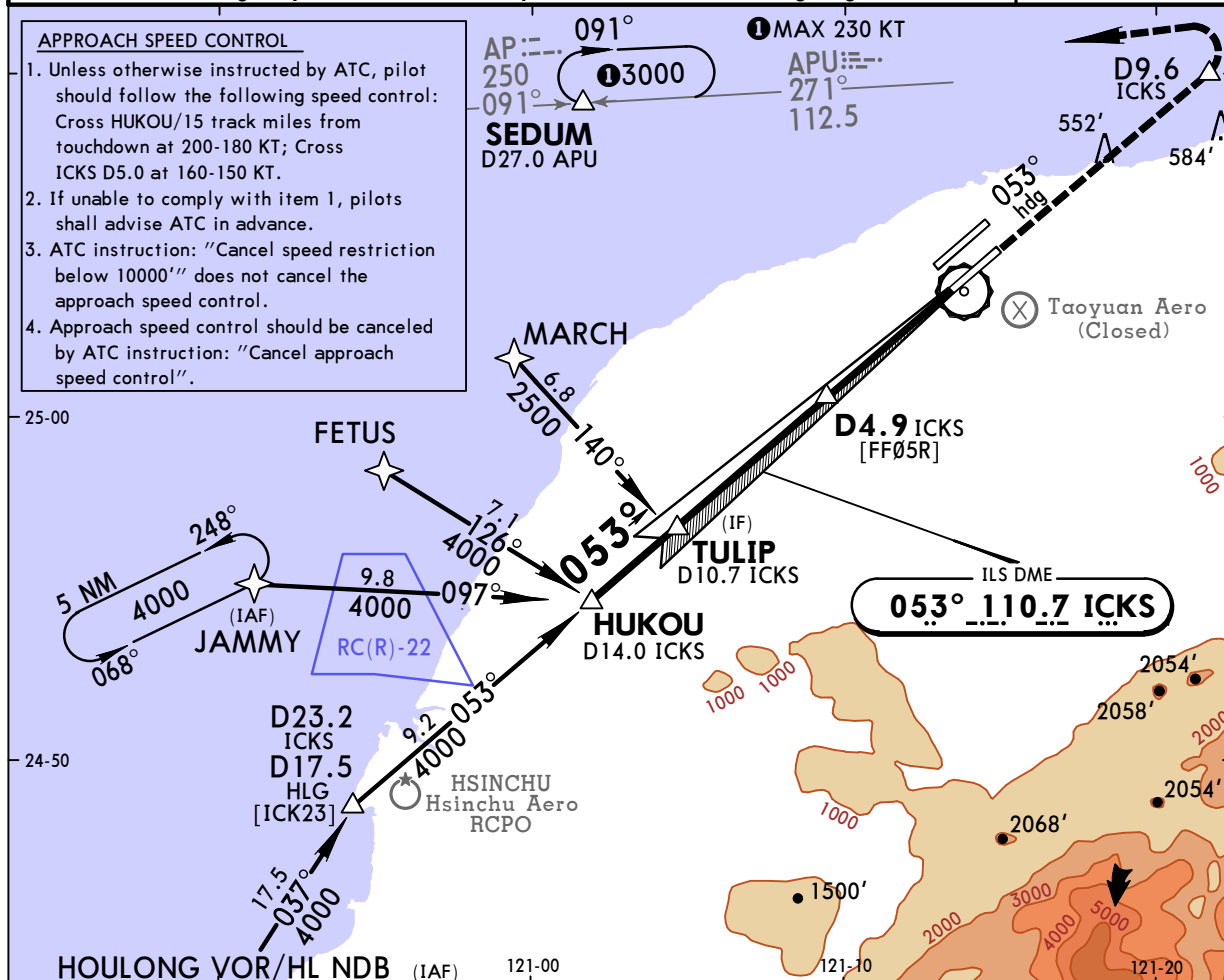 APPROACH SPEED CONTROL
1. Unless otherwise instructed by ATC, pilot
should follow the following speed control:
Cross HUKOU/15 track miles from
touchdown at 200-180 KT; Cross
ICKS D5.0 at 160-150 KT.
2. If unable to comply with item 1, pilots
shall advise ATC in advance.
3. ATC instruction: "Cancel speed restriction
below 10000'" does not cancel the
approach speed control.
4. Approach speed control should be canceled
by ATC instruction: "Cancel approach
speed control".
AP
250
091°
091°
1 3000
SEDUM
D27.0 APU
1 MAX 230 KT
APU
271°
112.5
D9.6
ICKS
552'
584'
053°
hdg
Taoyuan Aero
(Closed)
MARCH
6.8
2500
140°
25-00
FETUS
7.1
126°
4000
D4.9 ICKS
[FFØ5R]
1000
053°
(IF)
TULIP
D10.7 ICKS
248°
5 NM
4000
068°
(IAF)
JAMMY
9.8
4000
097°
RC(R)-22
HUKOU
D14.0 ICKS
ILS DME
053° 110.7 ICKS
1000
1000
2054'
2058'
2000
D23.2
ICKS
D17.5
HLG
[ICK23]
9.2
4000
053°
24-50
HSINCHU
Hsinchu Aero
RCPO
1000
2054'
2068'
1500'
17.5
037°
4000
2000
3000
4000
5000
HOULONG VOR/HL NDB (IAF)
121-00
121-10
121-20